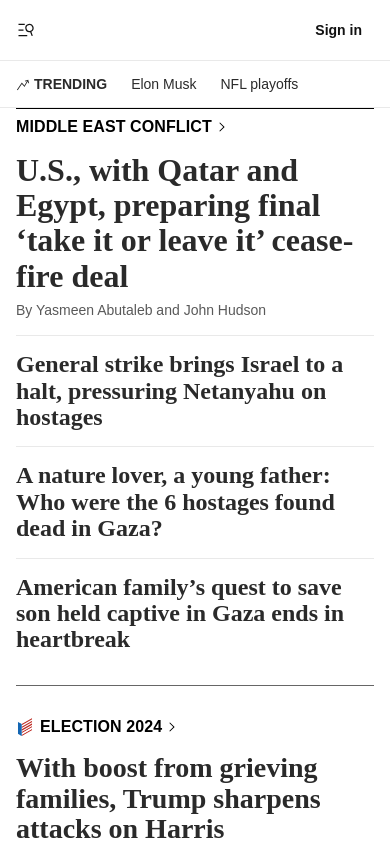 Sign in
TRENDING
Elon Musk
NFL playoffs
MIDDLE EAST CONFLICT
U.S., with Qatar and
Egypt, preparing final
‘take it or leave it’ cease-
fire deal
By Yasmeen Abutaleb and John Hudson
General strike brings Israel to a
halt, pressuring Netanyahu on
hostages
A nature lover, a young father:
Who were the 6 hostages found
dead in Gaza?
American family’s quest to save
son held captive in Gaza ends in
heartbreak
ELECTION 2024
With boost from grieving
families, Trump sharpens
attacks on Harris